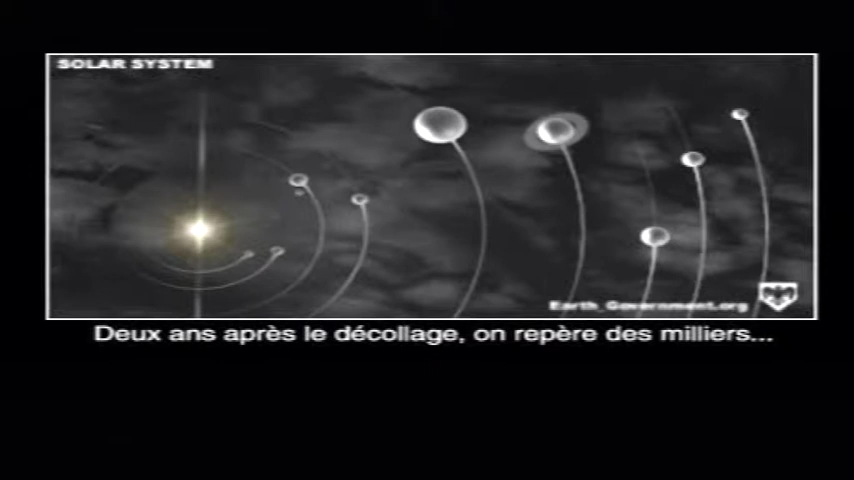 SOLAR SYSTEM
Earth_Government.org
Deux ans après le décollage, on repère des milliers...